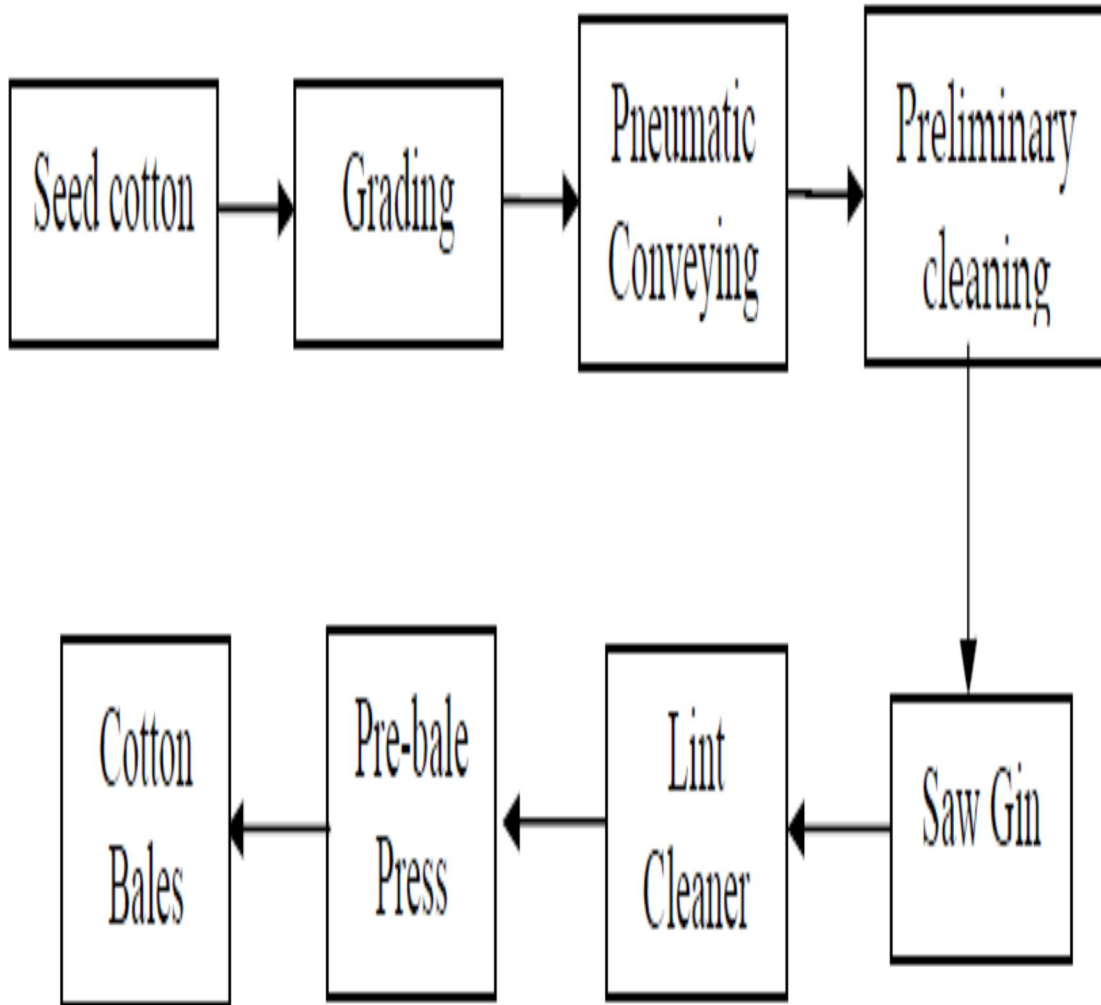 Seed cotton
Grading
Pneumatic
Conveying
Preliminary
cleaning
Saw Gin
Lint
Cleaner
Pre-bale
Press
Cotton
Bales